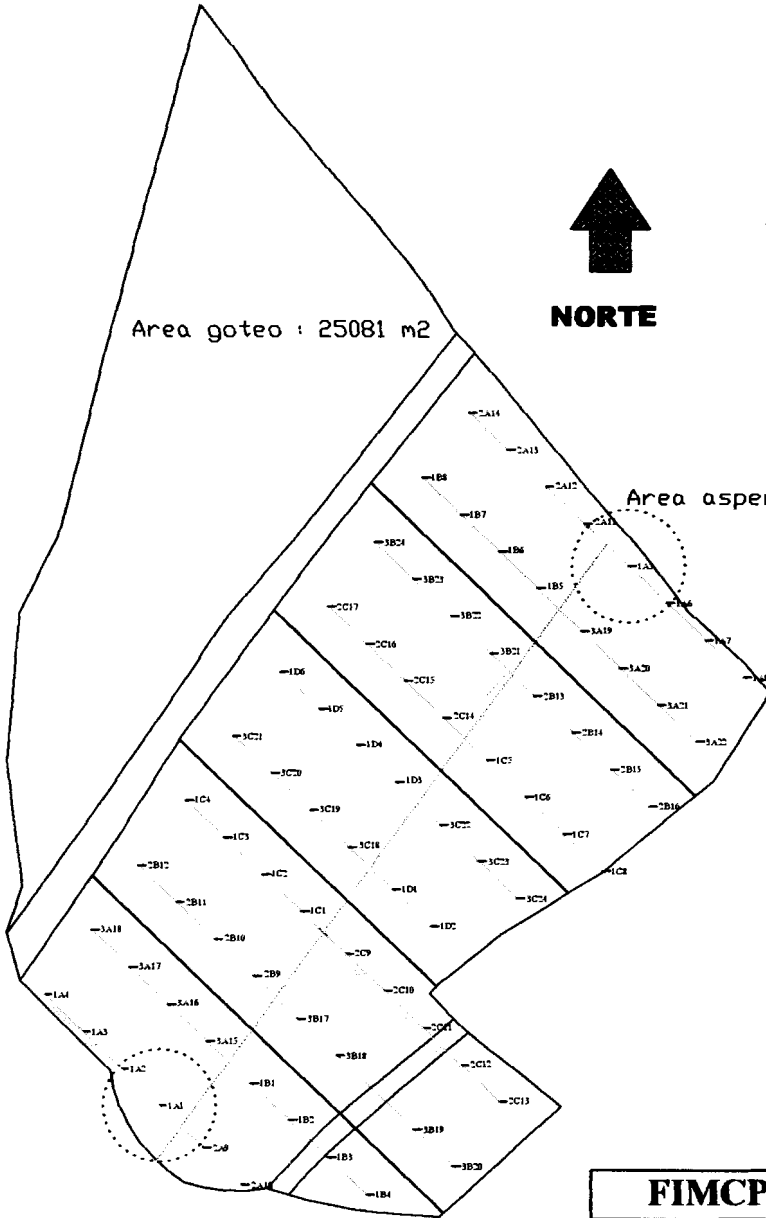 NORTE
Area goteo : 25081 m2
2A14
2A13
1B8
2A12
Area asper
1B7
2A11
3B24
1B6
1A5
3B23
1B5
1A6
2C17
3B22
3A19
1A7
2C16
3B21
3A20
1D6
2C15
2B13
3A21
1D5
2C14
2B14
3A22
3C21
1D4
1C5
2B15
3C20
1D3
1C6
2B16
1C4
3C19
3C22
1C7
1C3
3C18
3C23
1C8
2B12
1C2
1D1
3C24
2B11
1C1
1D2
3A18
2B10
2C9
3A17
2B9
2C10
1A4
3A16
3B17
2C11
1A3
3A15
3B18
2C12
1A2
1B1
2C13
1A1
1B2
3B19
2A9
1B3
3B20
2A10
1B4
FIMCP